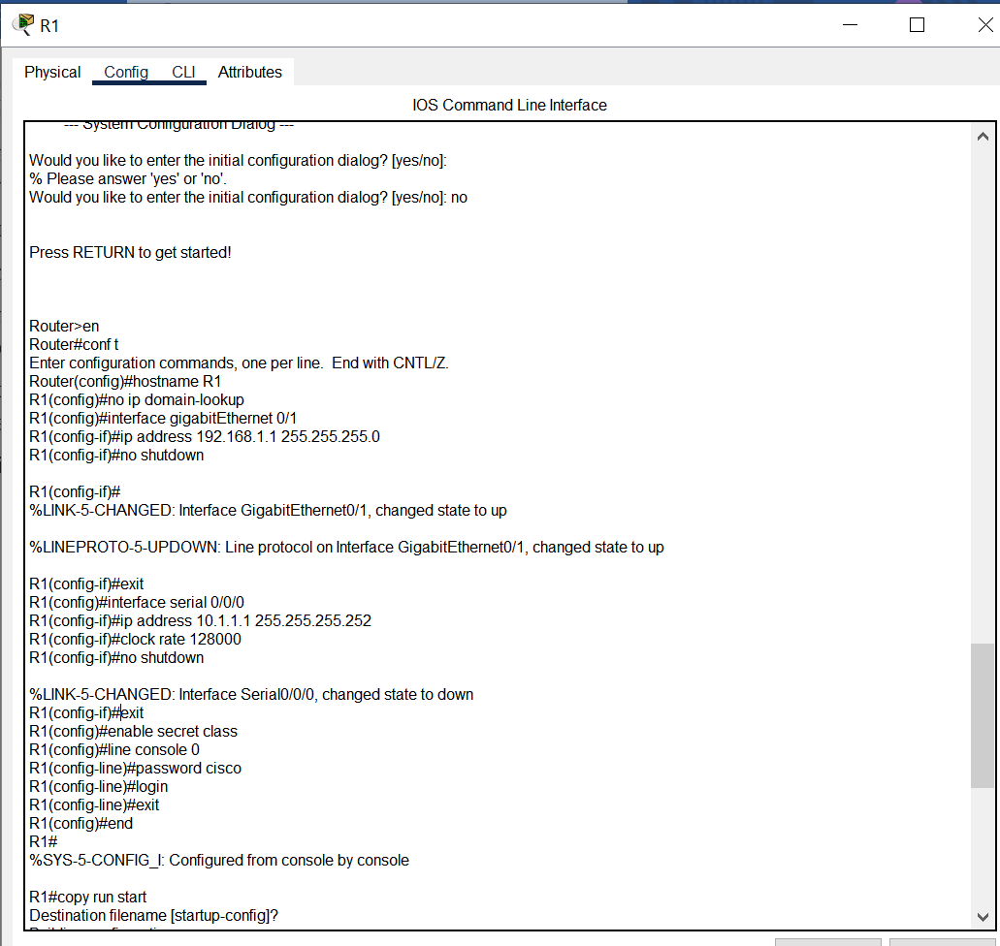 R1
Physical Config CLI Attributes
IOS Command Line Interface
--- System Configuration Dialog ---
Would you like to enter the initial configuration dialog? [yes/no]:
% Please answer 'yes' or 'no'.
Would you like to enter the initial configuration dialog? [yes/no]: no
Press RETURN to get started!
Router>en
Router#conf t
Enter configuration commands, one per line.  End with CNTL/Z.
Router(config)#hostname R1
R1(config)#no ip domain-lookup
R1(config)#interface gigabitEthernet 0/1
R1(config-if)#ip address 192.168.1.1 255.255.255.0
R1(config-if)#no shutdown
R1(config-if)#
%LINK-5-CHANGED: Interface GigabitEthernet0/1, changed state to up
%LINEPROTO-5-UPDOWN: Line protocol on Interface GigabitEthernet0/1, changed state to up
R1(config-if)#exit
R1(config)#interface serial 0/0/0
R1(config-if)#ip address 10.1.1.1 255.255.255.252
R1(config-if)#clock rate 128000
R1(config-if)#no shutdown
%LINK-5-CHANGED: Interface Serial0/0/0, changed state to down
R1(config-if)#exit
R1(config)#enable secret class
R1(config)#line console 0
R1(config-line)#password cisco
R1(config-line)#login
R1(config-line)#exit
R1(config)#end
R1#
%SYS-5-CONFIG_I: Configured from console by console
R1#copy run start
Destination filename [startup-config]?